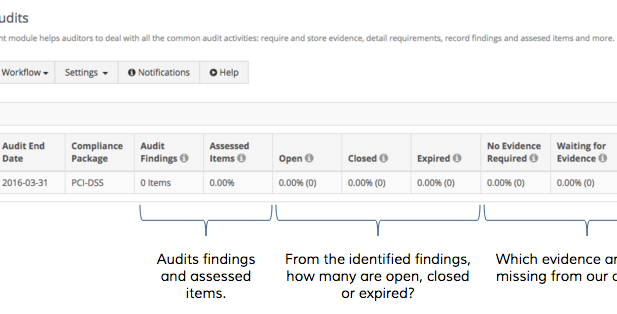 udits
nt module helps auditors to deal with all the common audit activities: require and store evidence, detail requirements, record findings and assesed items and more.
Workflow Settings Notifications Help
Audit End Date Compliance Package Audit Findings Assessed Items Open Closed Expired No Evidence Required Waiting for Evidence
2016-03-31 PCI-DSS 0 Items 0.00% 0.00% (0) 0.00% (0) 0.00% (0) 0.00% (0) 0.00% (0)
Audits findings
and assessed
items.
From the identified findings,
how many are open, closed
or expired?
Which evidence ar
missing from our